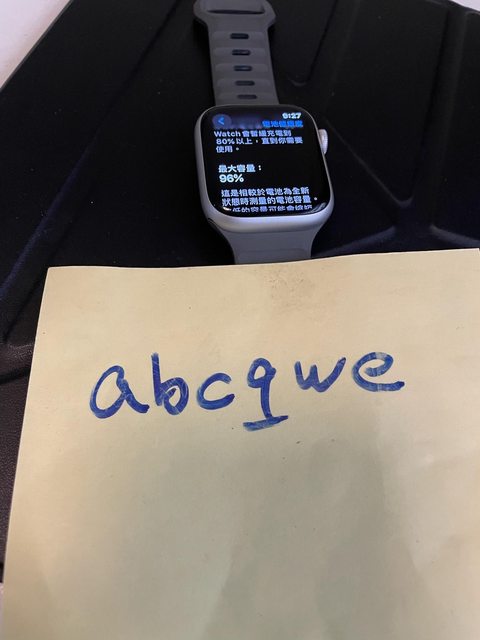 6:27
電池健康度
Watch 會暫緩充電到
80% 以上，直到你需要
使用。
最大容量：
96%
這是相較於電池為全新
狀態時測量的電池容量。
abcqwe